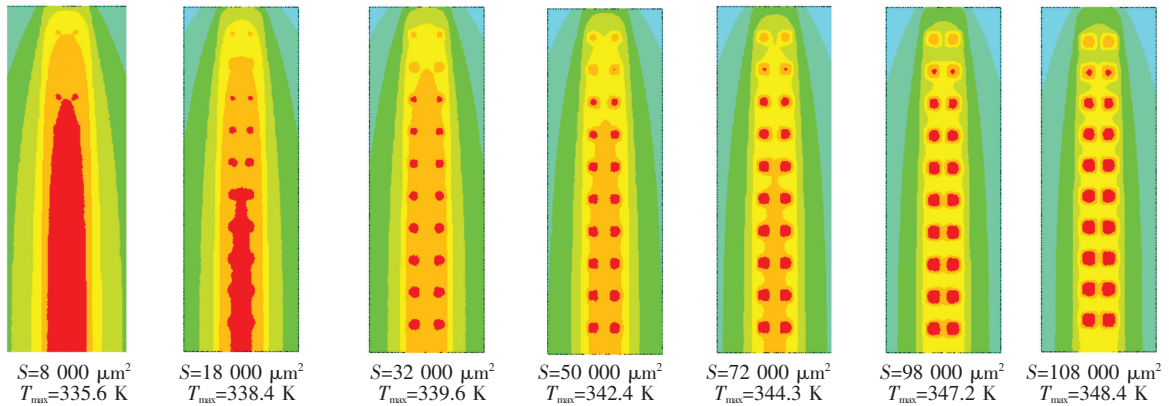 S=8 000 μm² S=18 000 μm² S=32 000 μm² S=50 000 μm² S=72 000 μm² S=98 000 μm² S=108 000 μm²
Tmax=335.6 K Tmax=338.4 K Tmax=339.6 K Tmax=342.4 K Tmax=344.3 K Tmax=347.2 K Tmax=348.4 K